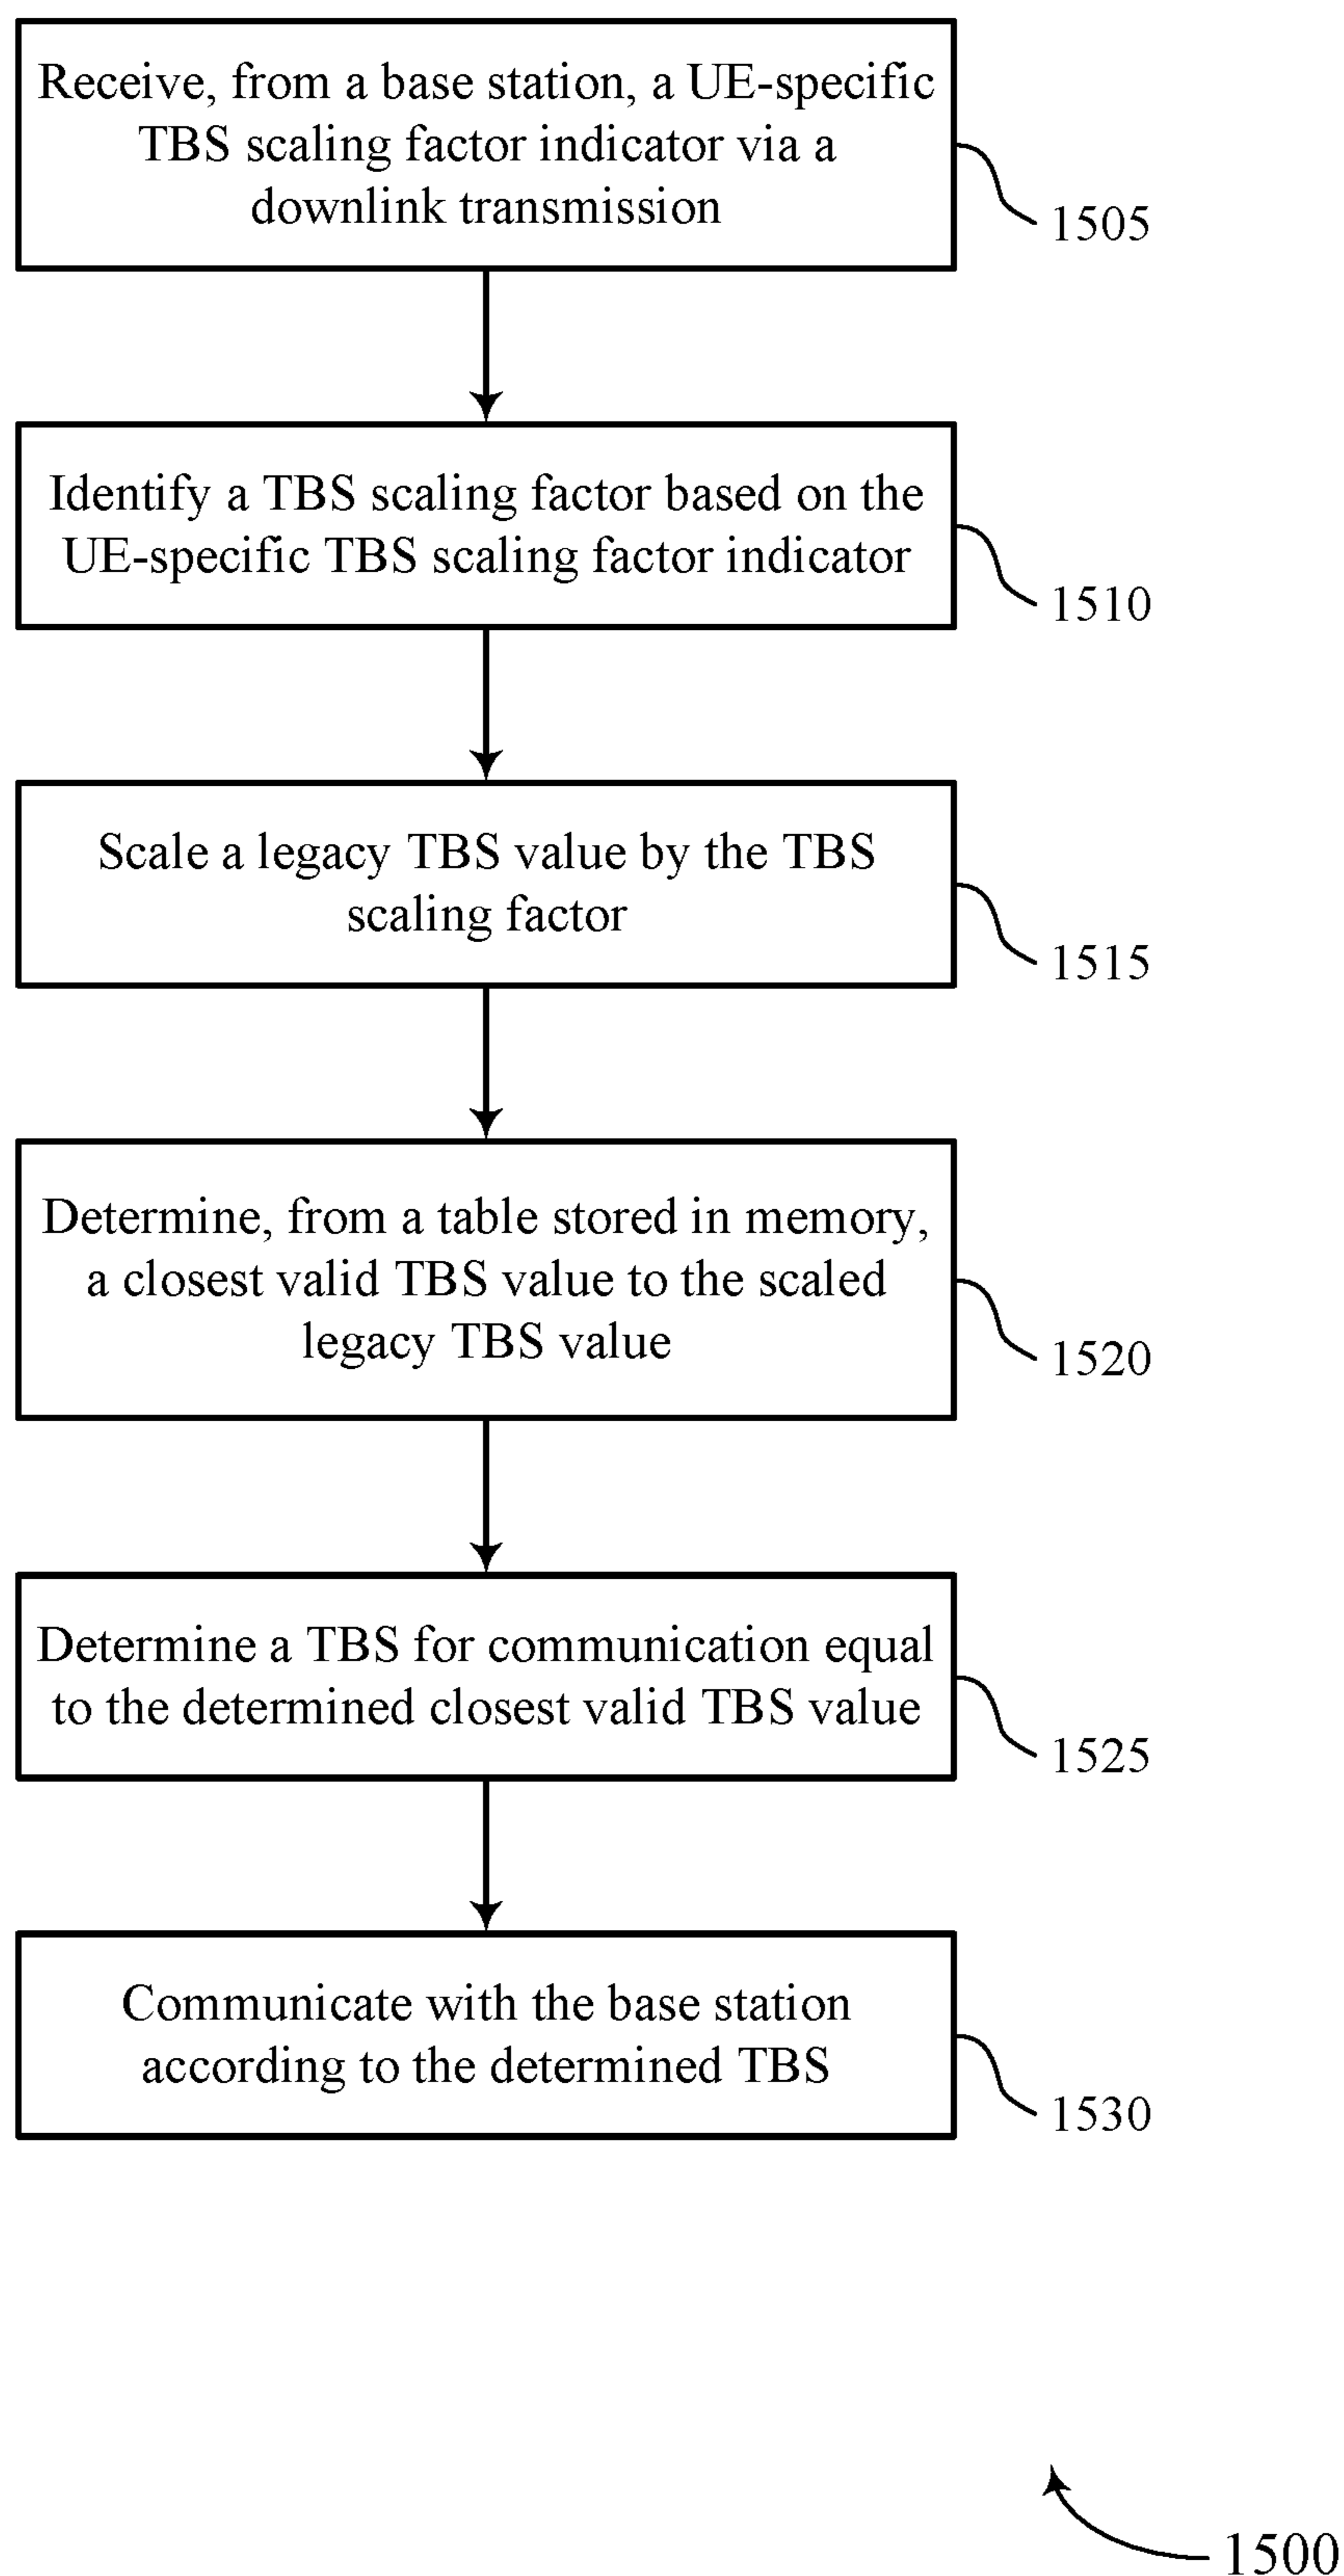 Receive, from a base station, a UE-specific
TBS scaling factor indicator via a
downlink transmission
1505
Identify a TBS scaling factor based on the
UE-specific TBS scaling factor indicator
1510
Scale a legacy TBS value by the TBS
scaling factor
1515
Determine, from a table stored in memory,
a closest valid TBS value to the scaled
legacy TBS value
1520
Determine a TBS for communication equal
to the determined closest valid TBS value
1525
Communicate with the base station
according to the determined TBS
1530
1500